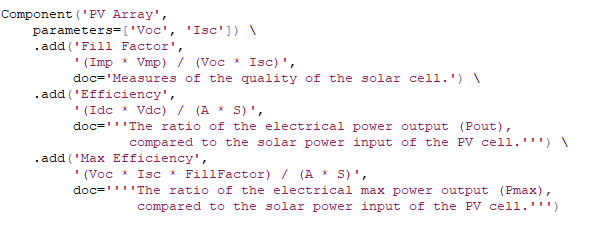 Component('PV Array',
    parameters=['Voc', 'Isc']) \
    .add('Fill Factor',
         '(Imp * Vmp) / (Voc * Isc)',
         doc='Measures of the quality of the solar cell.') \
    .add('Efficiency',
         '(Idc * Vdc) / (A * S)',
         doc='''The ratio of the electrical power output (Pout),
                compared to the solar power input of the PV cell.''') \
    .add('Max Efficiency',
         '(Voc * Isc * FillFactor) / (A * S)',
         doc=''''The ratio of the electrical max power output (Pmax),
                 compared to the solar power input of the PV cell.''')